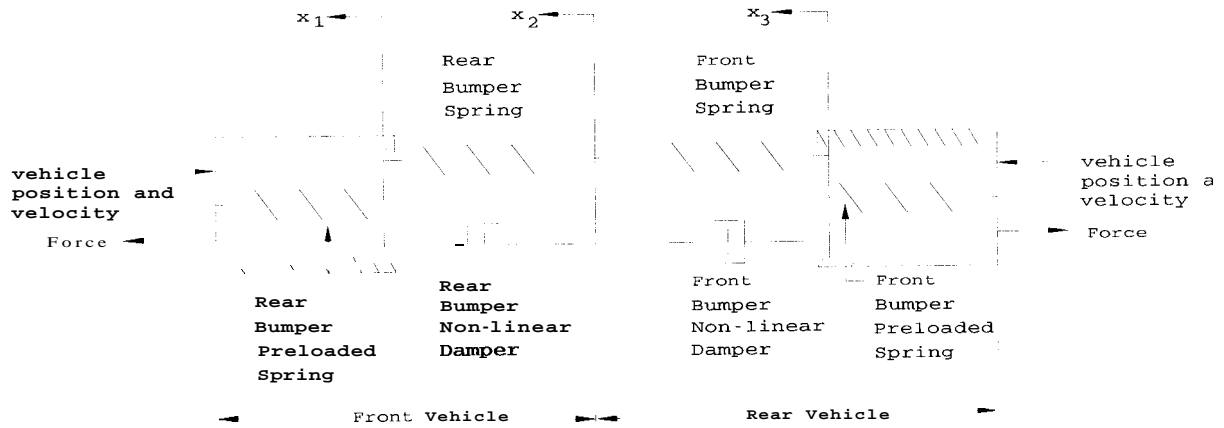 x1
x2
x3
Rear
Bumper
Spring
Front
Bumper
Spring
vehicle
position and
velocity
Force
vehicle
position a
velocity
Force
Rear
Bumper
Preloaded
Spring
Rear
Bumper
Non-linear
Damper
Front
Bumper
Non-linear
Damper
Front
Bumper
Preloaded
Spring
Front Vehicle
Rear Vehicle